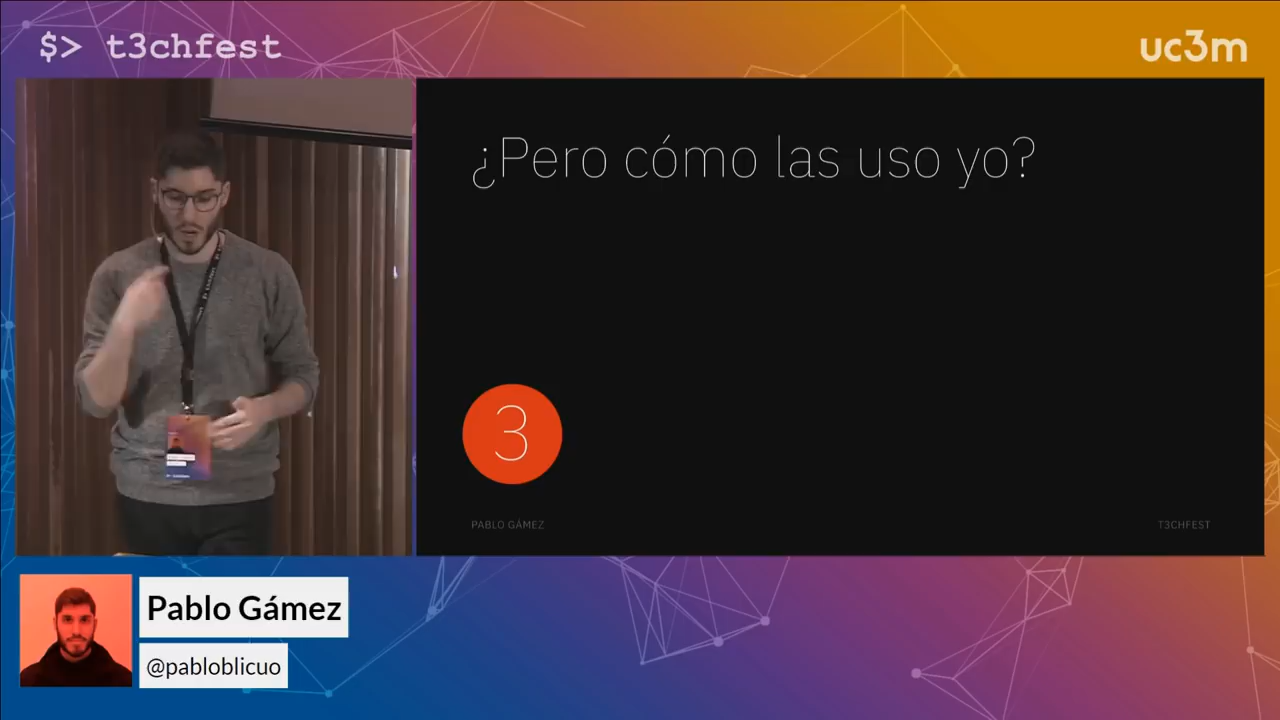 $> t3chfest
uc3m
¿Pero cómo las uso yo?
3
PABLO GÁMEZ
T3CHFEST
Pablo Gámez
@pabloblicuo